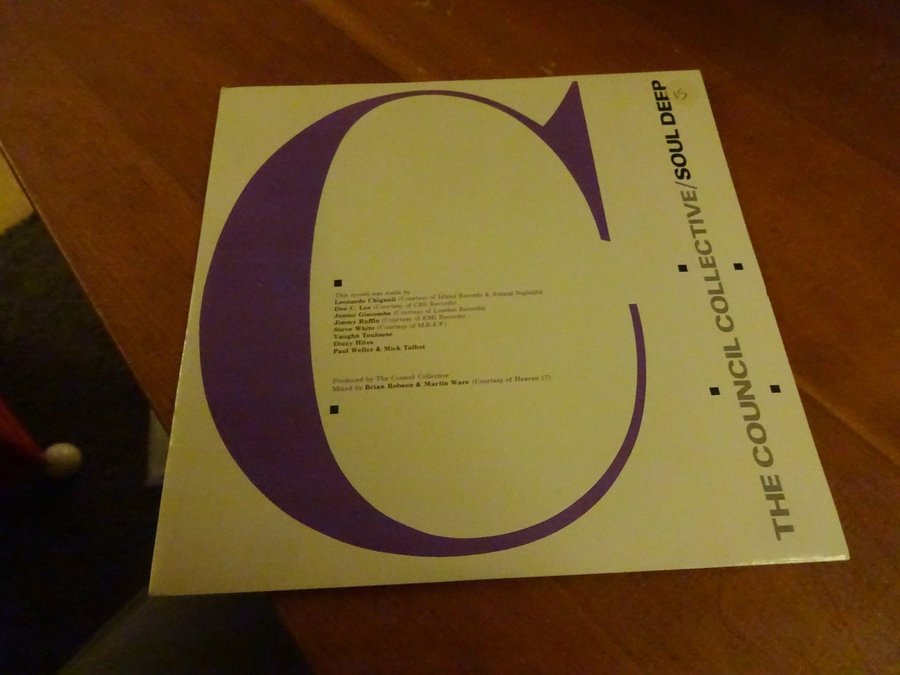 C
This record was made by
Leonardo Chignoli (Courtesy of Island Records & Animal Nightlife)
Dee C. Lee (Courtesy of CBS Records)
Junior Giscombe (Courtesy of London Records)
Jimmy Ruffin (Courtesy of EMI Records)
Steve White (Courtesy of M.E.F.F.)
Vaughn Toulouse
Dizzy Hites
Paul Weller & Mick Talbot
Produced by The Council Collective
Mixed by Brian Robson & Martin Ware (Courtesy of Heaven 17)
THE COUNCIL COLLECTIVE/SOUL DEEP